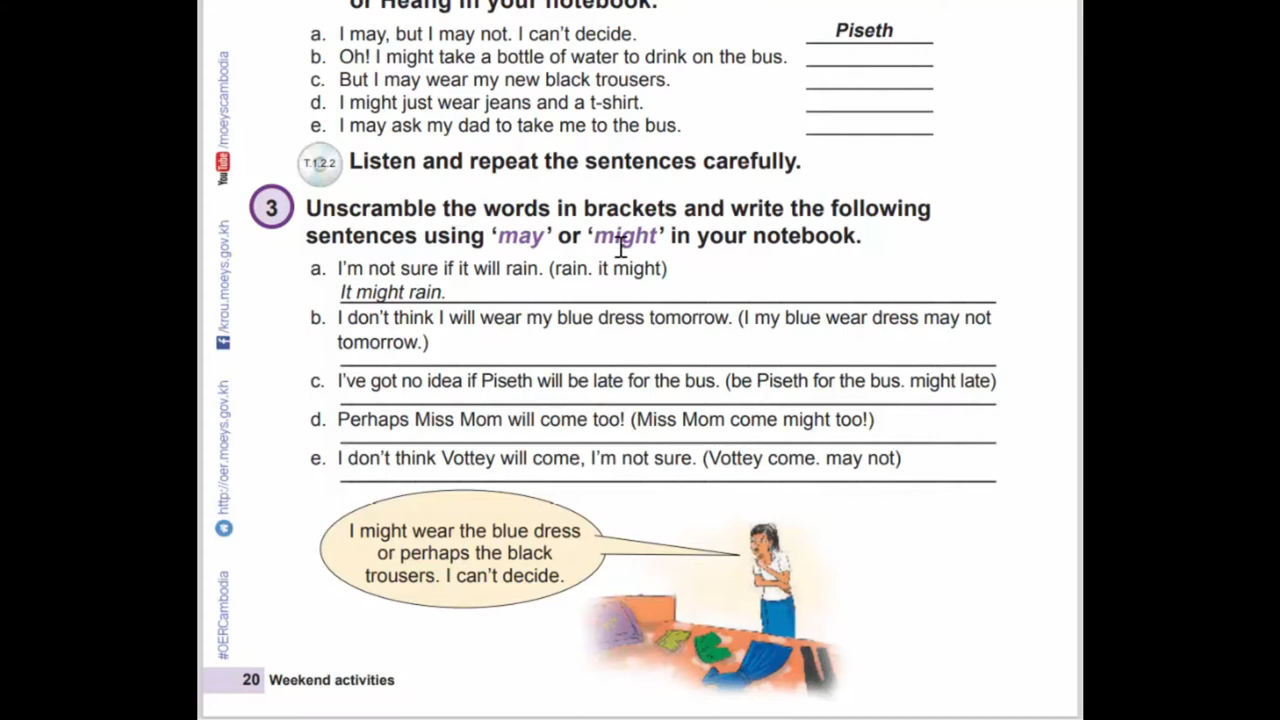 or Heang in your notebook.
a. I may, but I may not. I can't decide. Piseth
b. Oh! I might take a bottle of water to drink on the bus.
c. But I may wear my new black trousers.
d. I might just wear jeans and a t-shirt.
e. I may ask my dad to take me to the bus.
T.1.2.2 Listen and repeat the sentences carefully.
3 Unscramble the words in brackets and write the following
sentences using ‘may’ or ‘might’ in your notebook.
a. I'm not sure if it will rain. (rain. it might)
It might rain.
b. I don't think I will wear my blue dress tomorrow. (I my blue wear dress may not
tomorrow.)
c. I've got no idea if Piseth will be late for the bus. (be Piseth for the bus. might late)
d. Perhaps Miss Mom will come too! (Miss Mom come might too!)
e. I don't think Vottey will come, I'm not sure. (Vottey come. may not)
I might wear the blue dress
or perhaps the black
trousers. I can't decide.
20 Weekend activities
YouTube /moeyscambodia
f /krou.moeys.gov.kh
http://oer.moeys.gov.kh
#OERCambodia